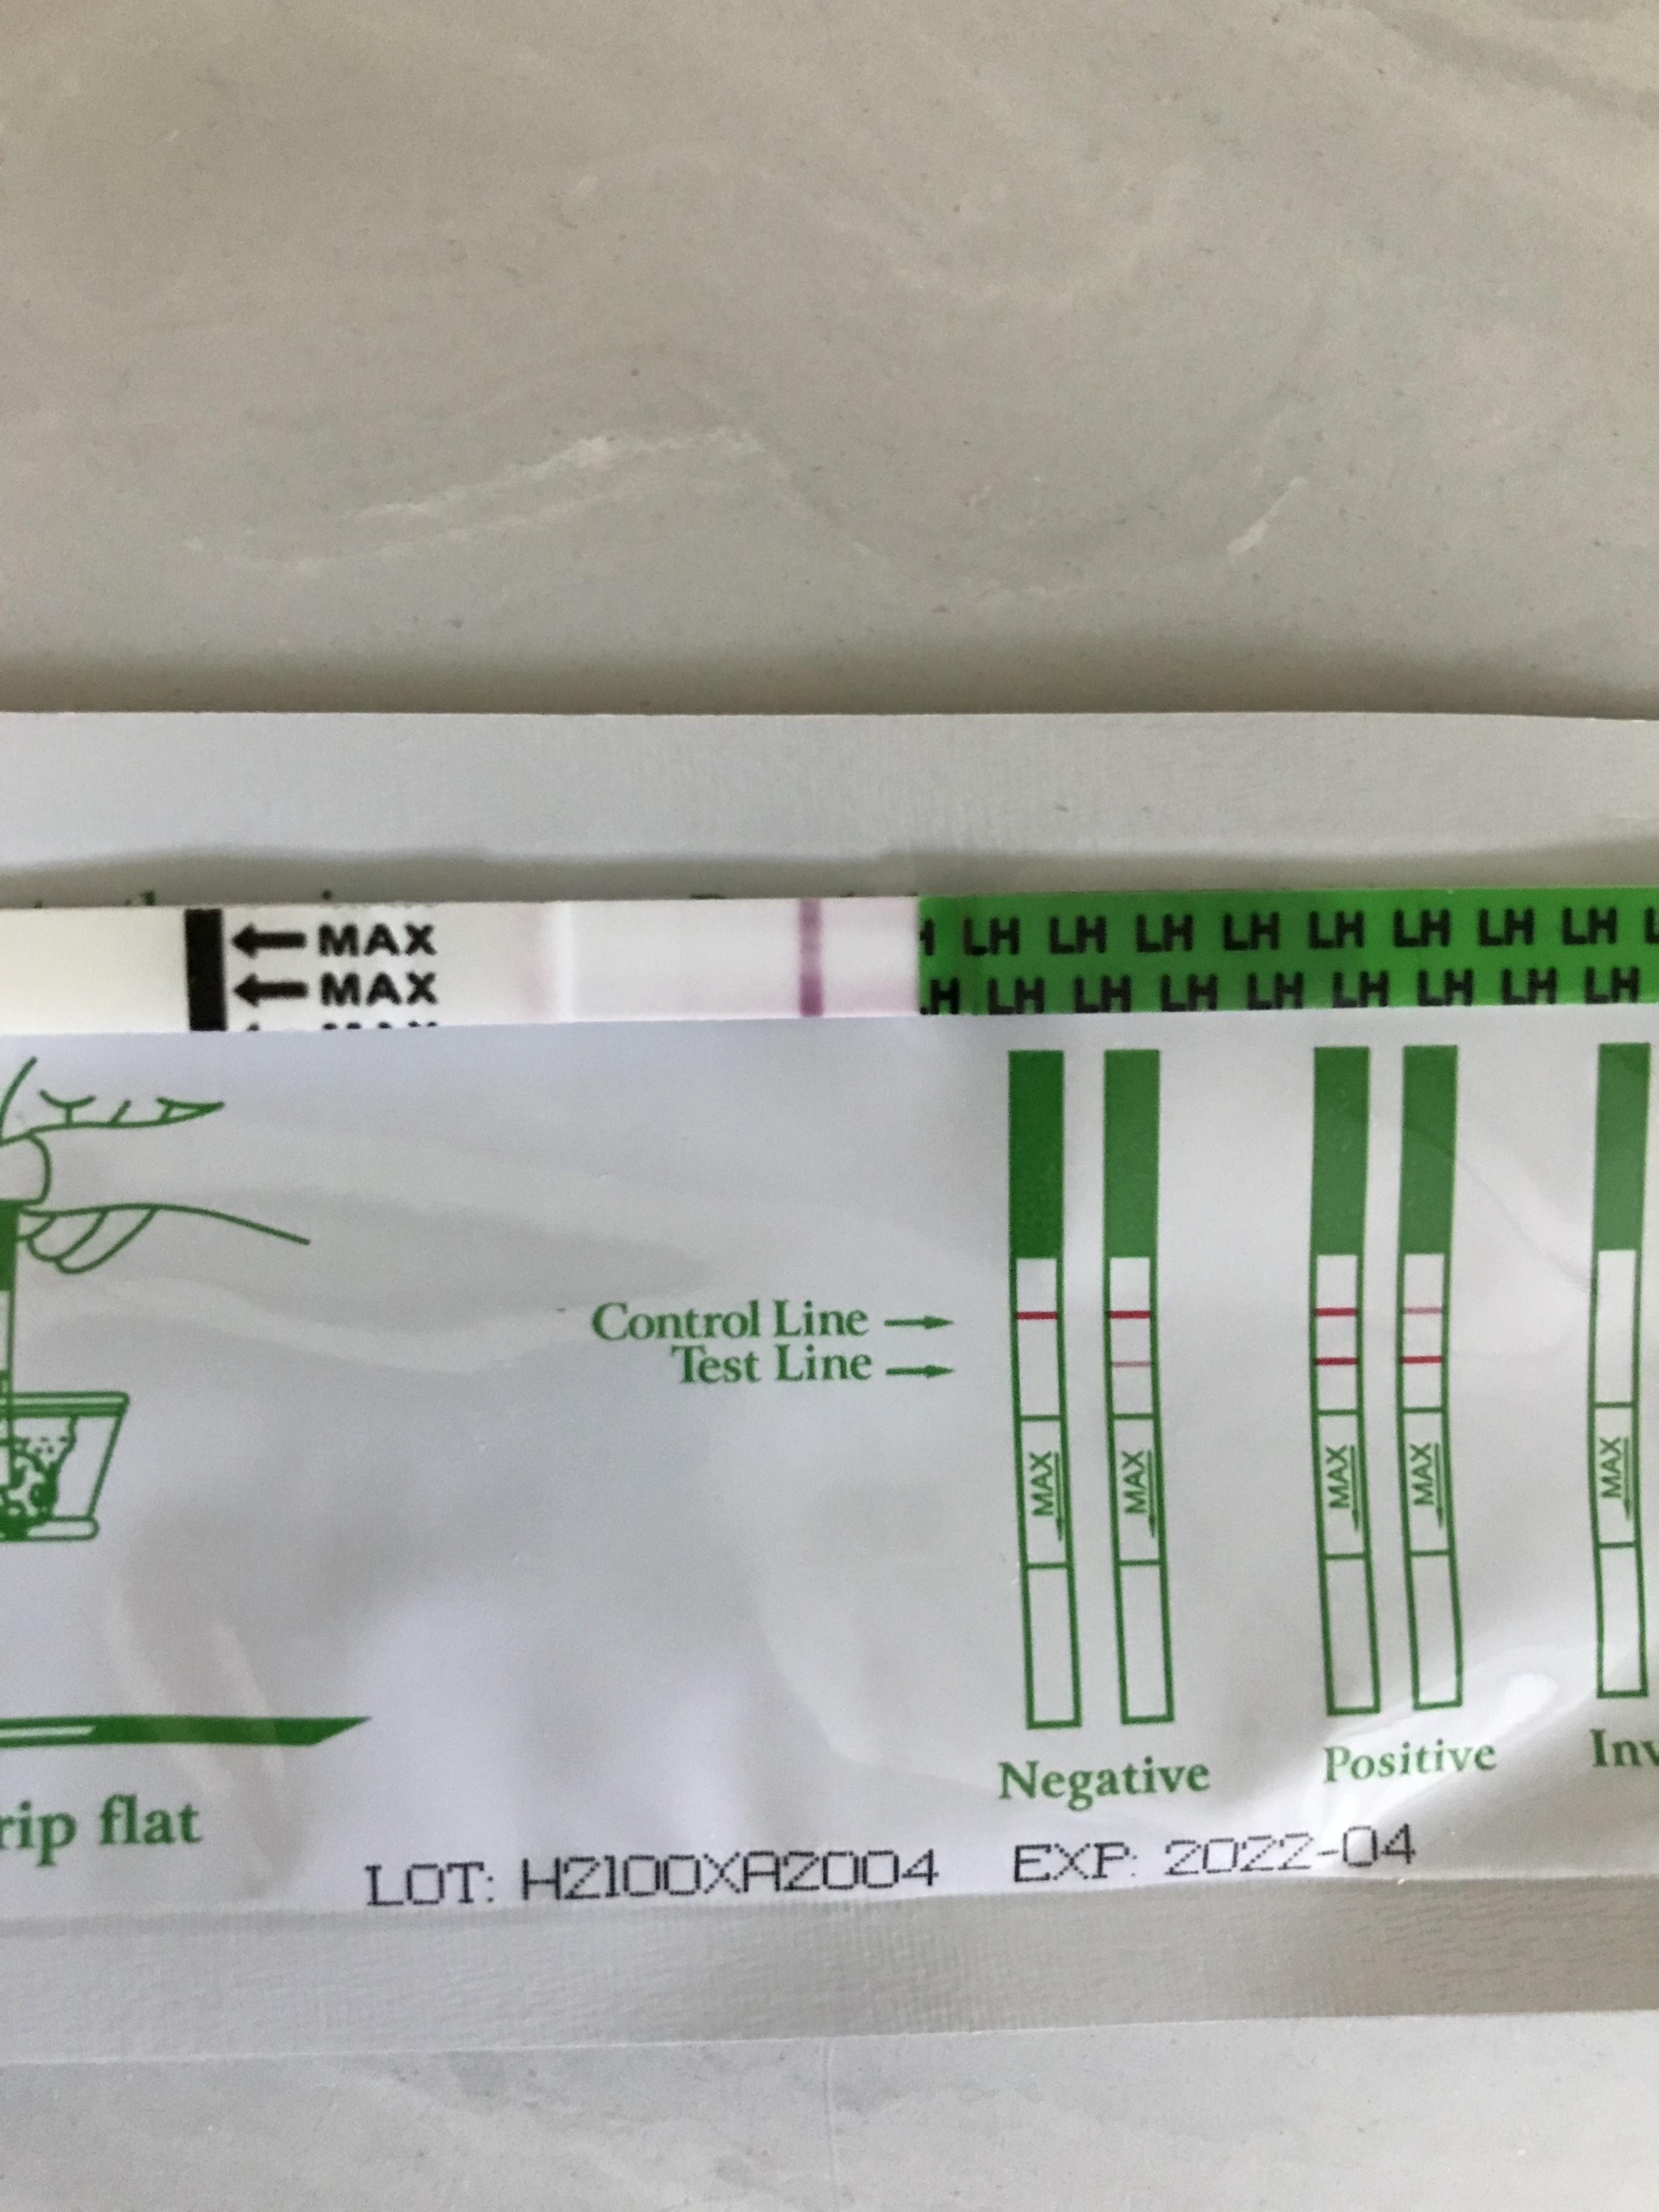 MAX
MAX
LH LH LH LH LH LH LH LH
LH LH LH LH LH LH LH LH
Control Line
Test Line
MAX
MAX
MAX
MAX
MAX
Negative
Positive
Inv
rip flat
LOT: HZ100XAZ004 EXP: 2022-04